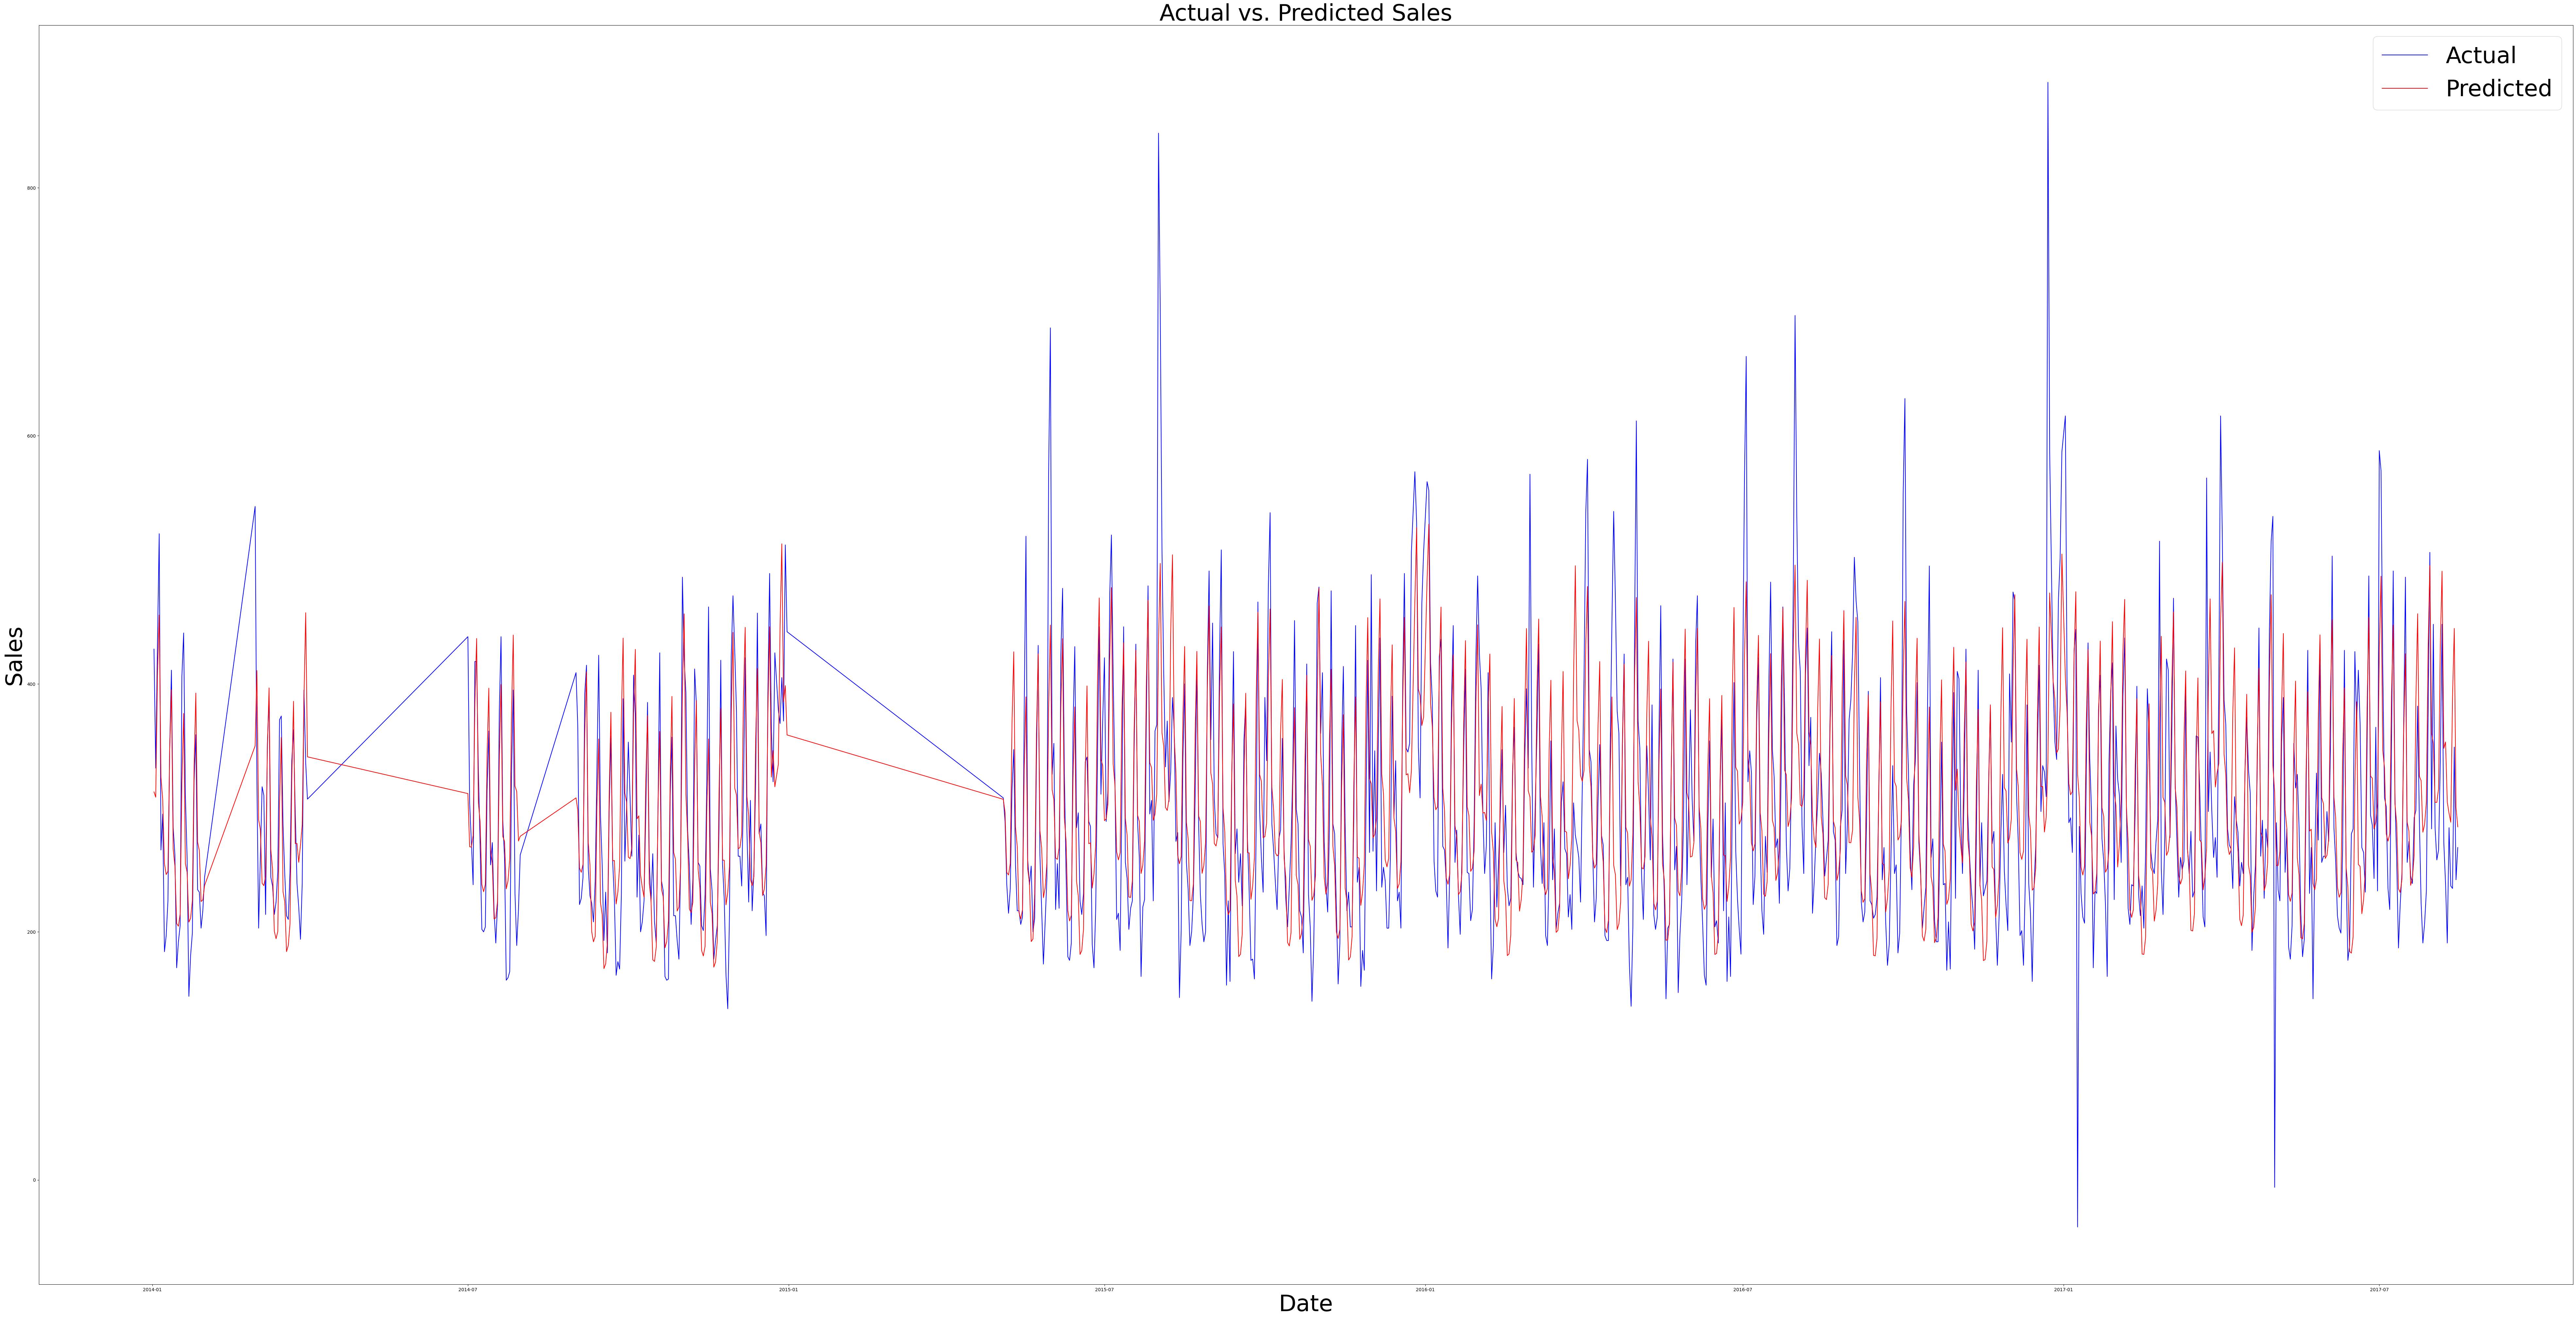 Actual vs. Predicted Sales
Actual
Predicted
Sales
800
600
400
200
0
2014-01
2014-07
2015-01
2015-07
2016-01
2016-07
2017-01
2017-07
Date